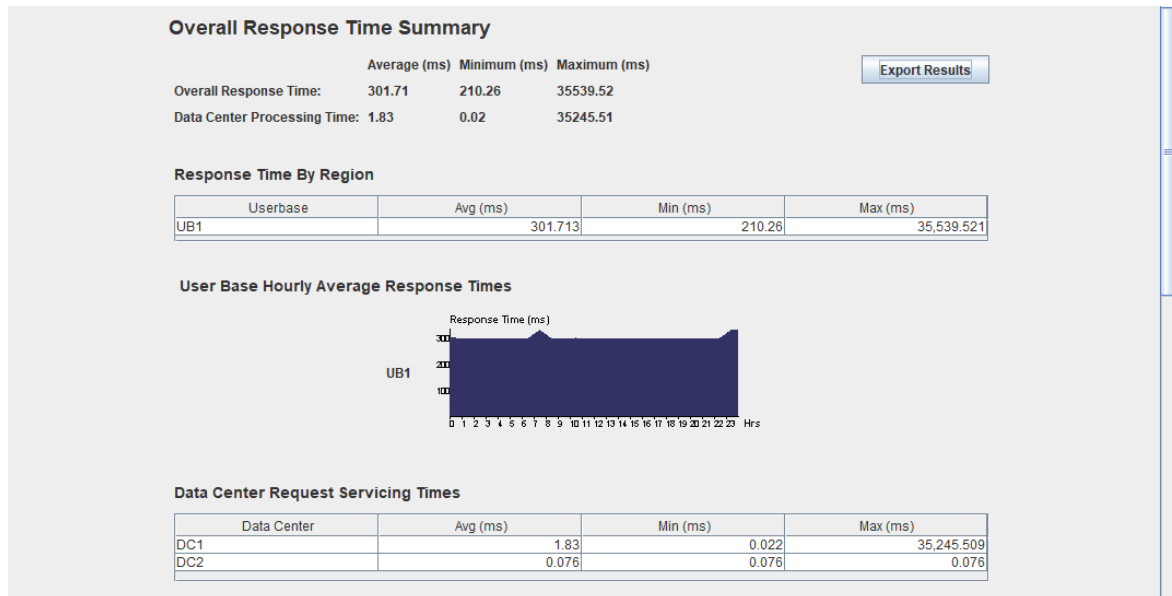 Overall Response Time Summary
Average (ms) Minimum (ms) Maximum (ms)
Export Results
Overall Response Time: 301.71 210.26 35539.52
Data Center Processing Time: 1.83 0.02 35245.51
Response Time By Region
Userbase Avg (ms) Min (ms) Max (ms)
UB1 301.713 210.26 35,539.521
User Base Hourly Average Response Times
Response Time (ms)
300
200
UB1
100
0 1 2 3 4 5 6 7 8 9 10 11 12 13 14 15 16 17 18 19 20 21 22 23 Hrs
Data Center Request Servicing Times
Data Center Avg (ms) Min (ms) Max (ms)
DC1 1.83 0.022 35,245.509
DC2 0.076 0.076 0.076